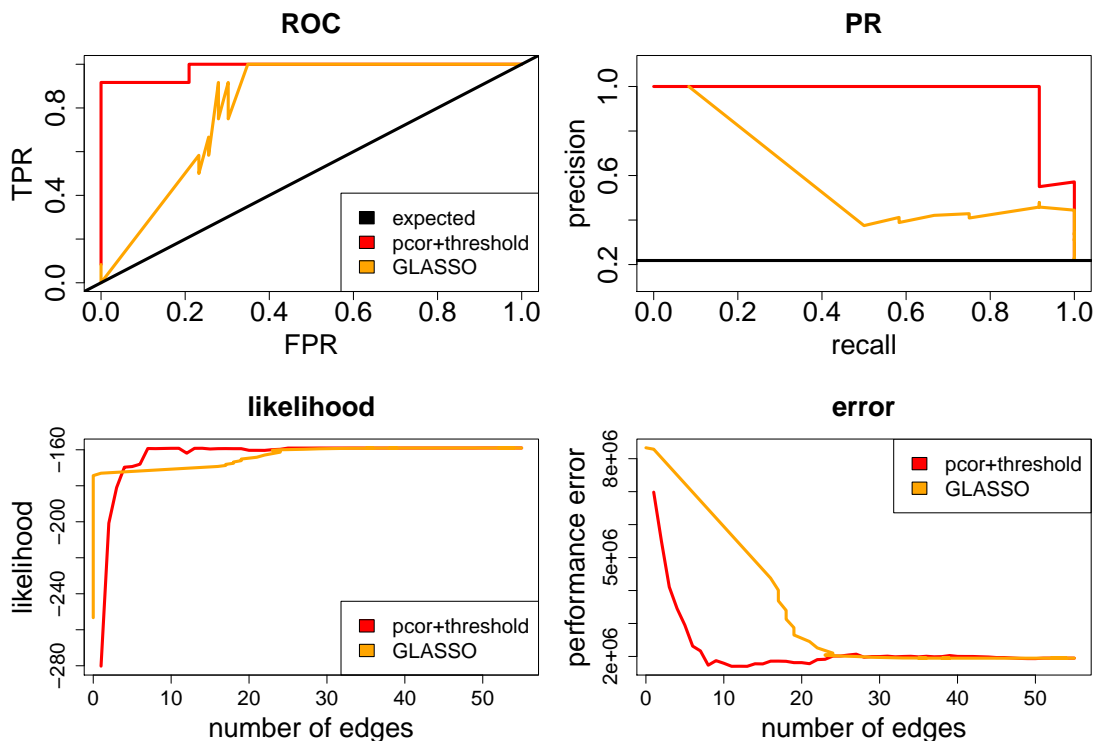 ROC
TPR
0.0
0.4
0.8
0.0 0.2 0.4 0.6 0.8 1.0
FPR
expected
pcor+threshold
GLASSO
PR
precision
0.2
0.6
1.0
0.0 0.2 0.4 0.6 0.8 1.0
recall
likelihood
likelihood
−280
−240
−200
−160
0 10 20 30 40 50
number of edges
pcor+threshold
GLASSO
error
performance error
2e+06
5e+06
8e+06
0 10 20 30 40 50
number of edges
pcor+threshold
GLASSO